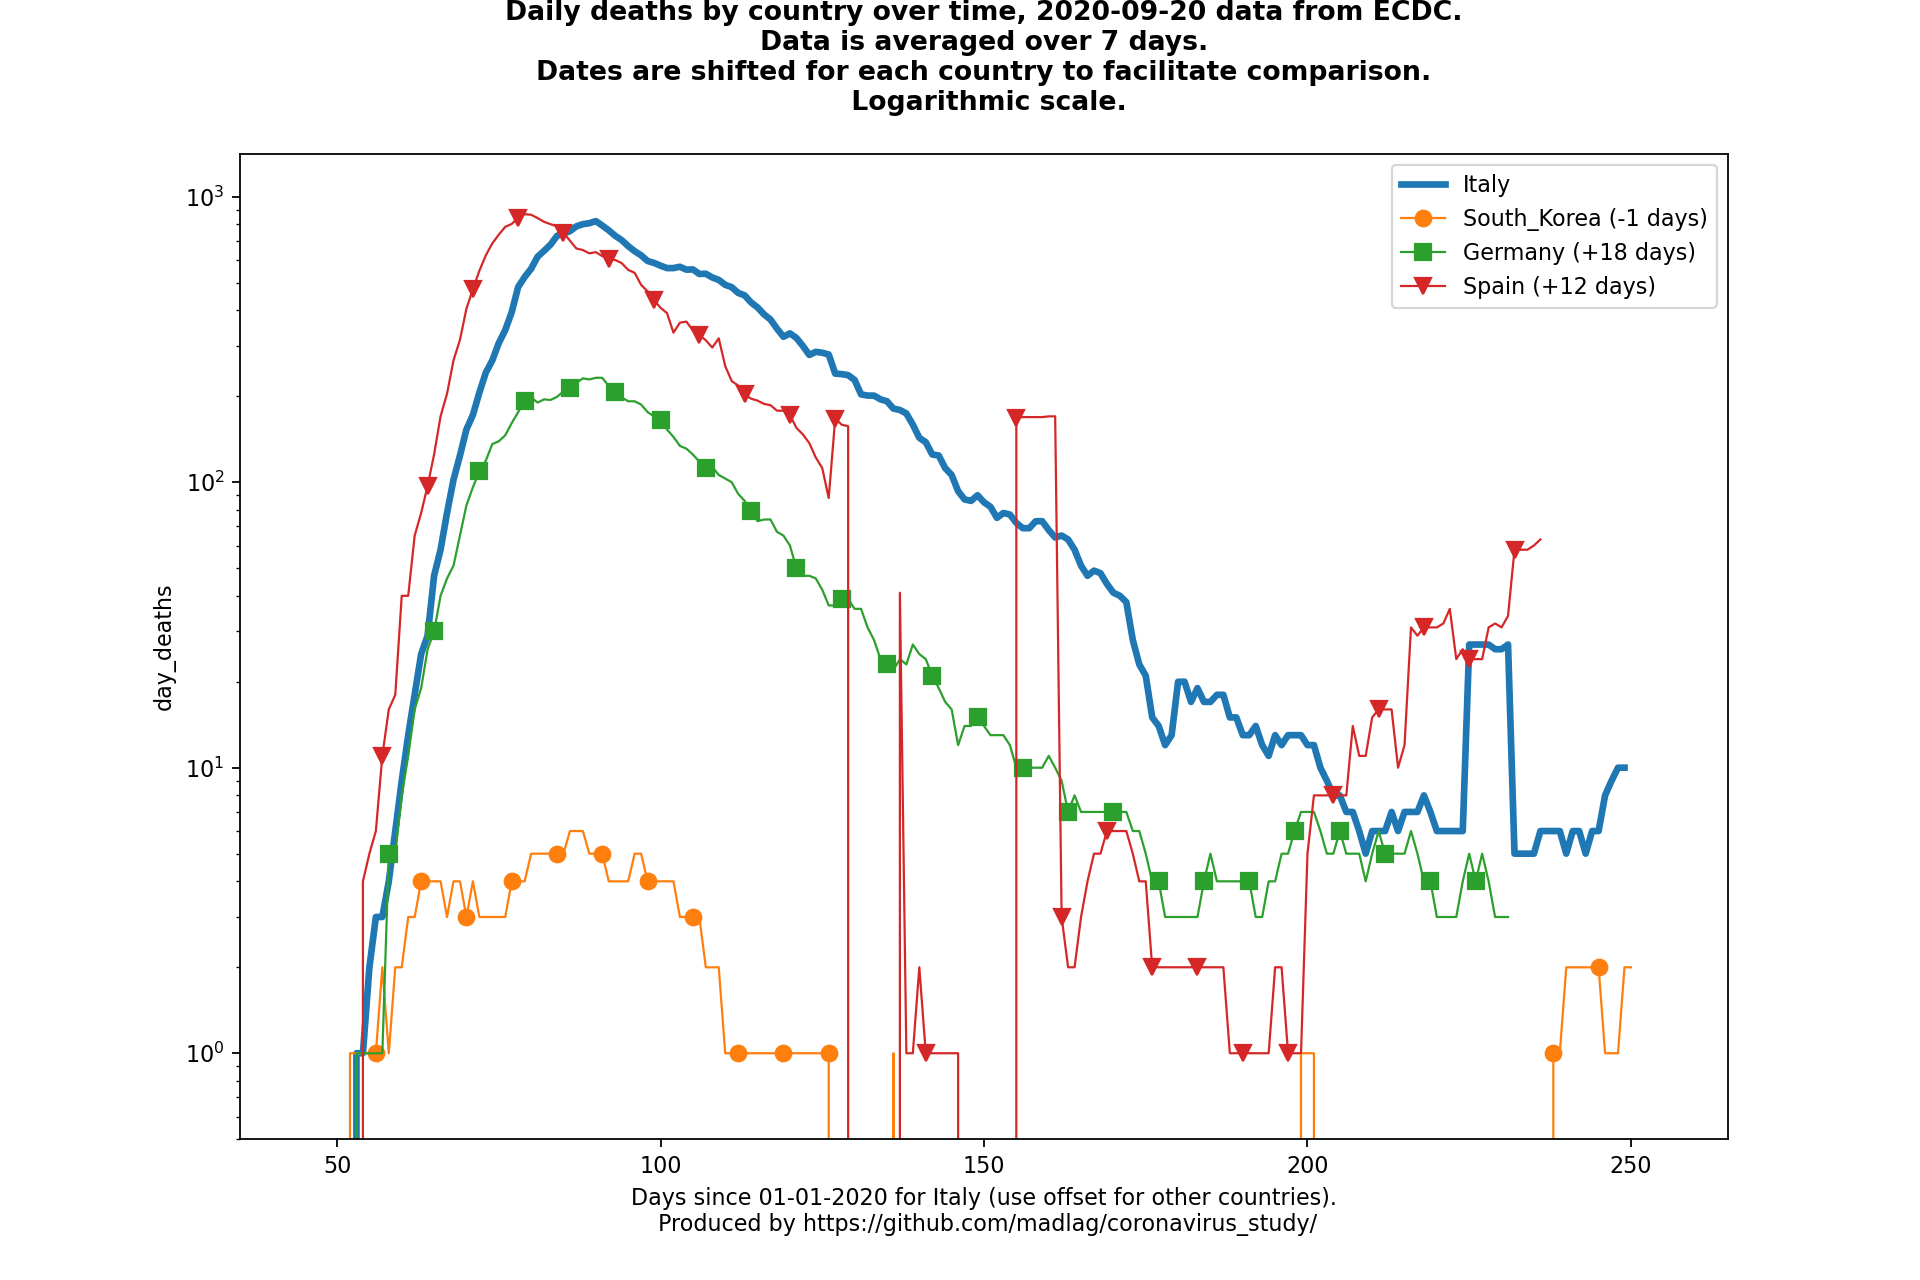 Daily deaths by country over time, 2020-09-20 data from ECDC.
Data is averaged over 7 days.
Dates are shifted for each country to facilitate comparison.
Logarithmic scale.
Italy
South_Korea (-1 days)
Germany (+18 days)
Spain (+12 days)
10³
10²
10¹
10⁰
day_deaths
50 100 150 200 250
Days since 01-01-2020 for Italy (use offset for other countries).
Produced by https://github.com/madlag/coronavirus_study/